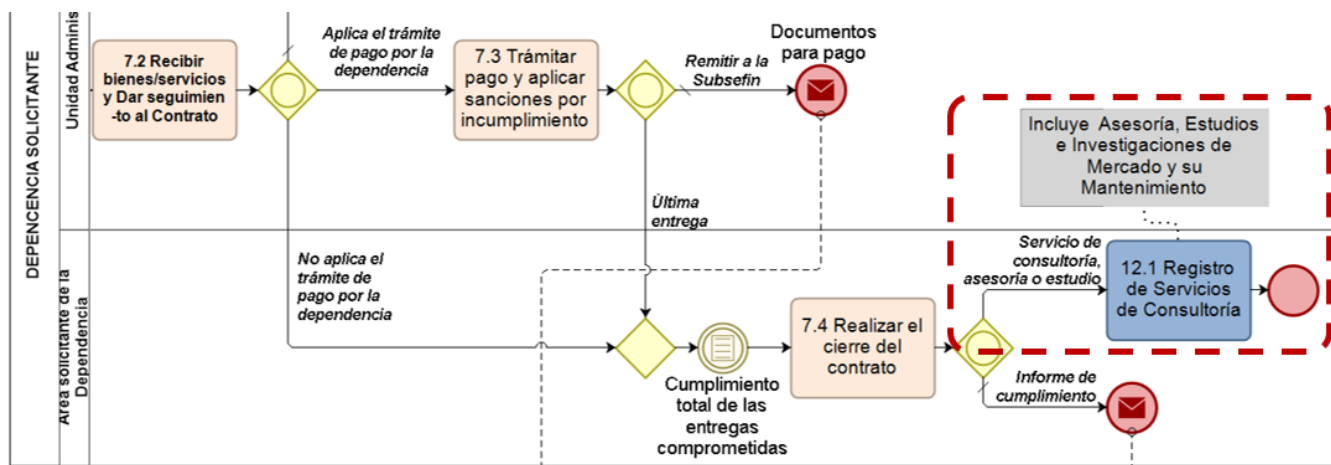 DEPENCENCIA SOLICITANTE
Unidad Adminis
7.2 Recibir
bienes/servicios
y Dar seguimien
-to al Contrato
Aplica el trámite
de pago por la
dependencia
7.3 Trámitar
pago y aplicar
sanciones por
incumplimiento
Remitir a la
Subsefin
Documentos
para pago
Incluye Asesoría, Estudios
e Investigaciones de
Mercado y su
Mantenimiento
Ùltima
entrega
Area solicitante de la
Dependencia
No aplica el
trámite de
pago por la
dependencia
Cumplimiento
total de las
entregas
comprometidas
7.4 Realizar el
cierre del
contrato
Servicio de
consultoría,
asesoría o estudio
12.1 Registro
de Servicios
de Consultoría
Informe de
cumplimiento